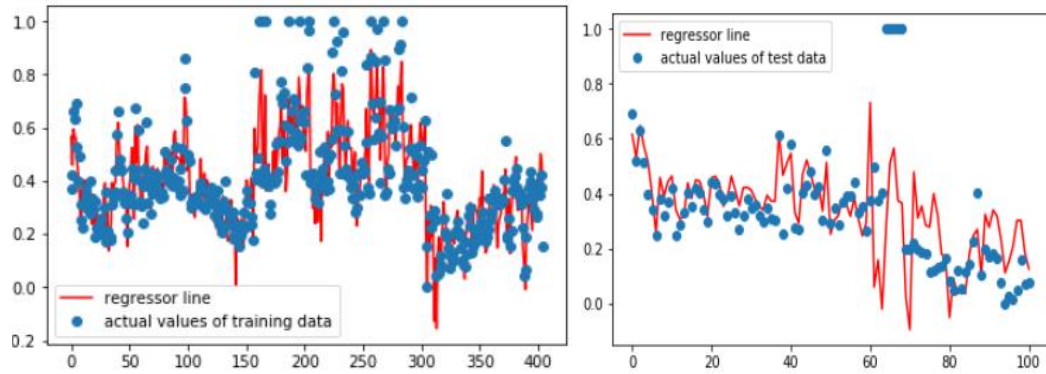 1.0
0.8
0.6
0.4
0.2
0.0
0.2
regressor line
actual values of training data
0 50 100 150 200 250 300 350 400
regressor line
actual values of test data
1.0
0.8
0.6
0.4
0.2
0.0
0 20 40 60 80 100